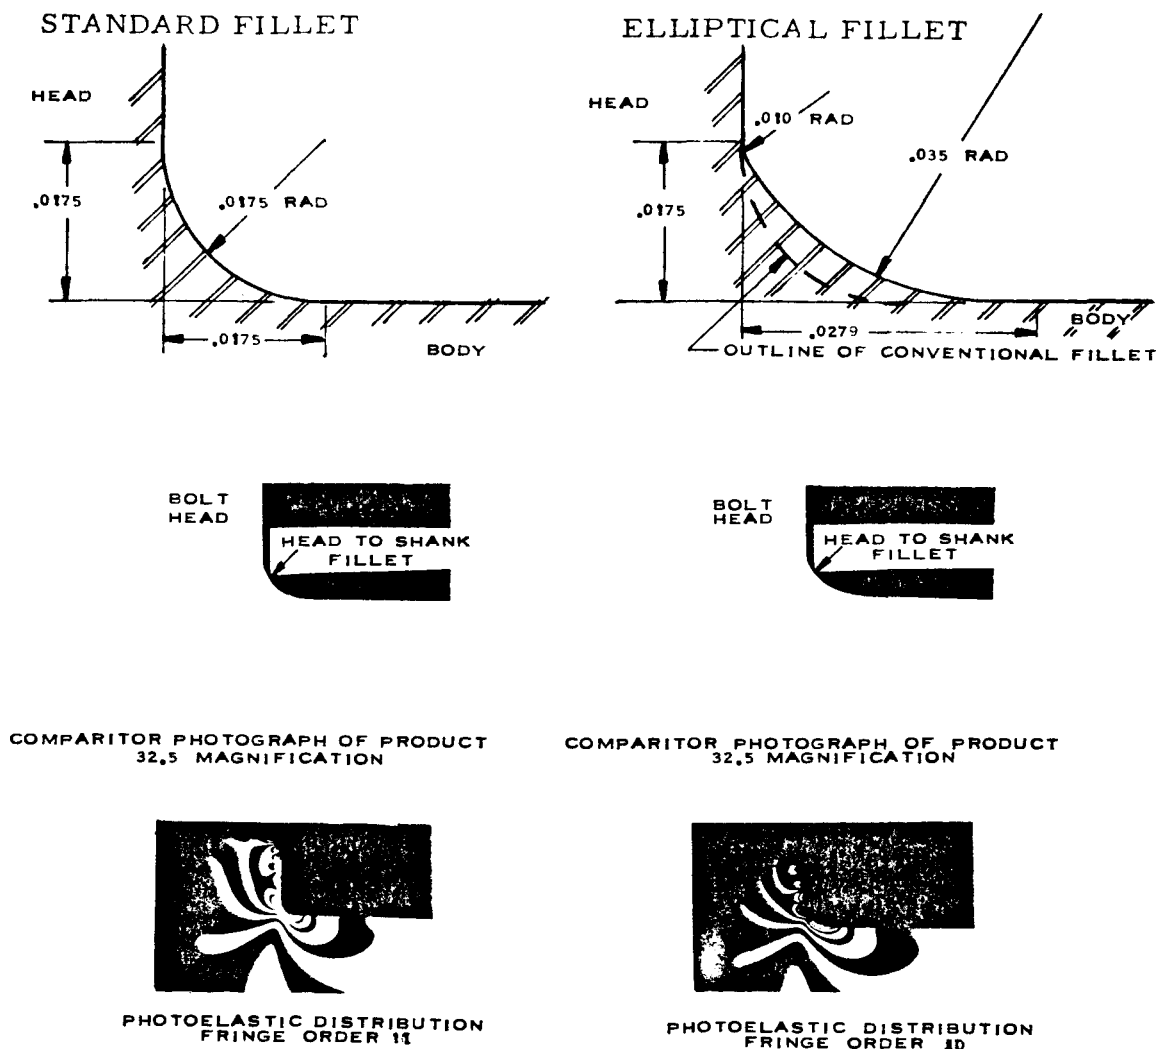 STANDARD FILLET
HEAD
.0175
.0175 RAD
.0175
BODY
ELLIPTICAL FILLET
HEAD
.010 RAD
.035 RAD
.0175
.0279
BODY
OUTLINE OF CONVENTIONAL FILLET
BOLT
HEAD
HEAD TO SHANK
FILLET
BOLT
HEAD
HEAD TO SHANK
FILLET
COMPARITOR PHOTOGRAPH OF PRODUCT
32.5 MAGNIFICATION
COMPARITOR PHOTOGRAPH OF PRODUCT
32.5 MAGNIFICATION
PHOTOELASTIC DISTRIBUTION
FRINGE ORDER 11
PHOTOELASTIC DISTRIBUTION
FRINGE ORDER 10